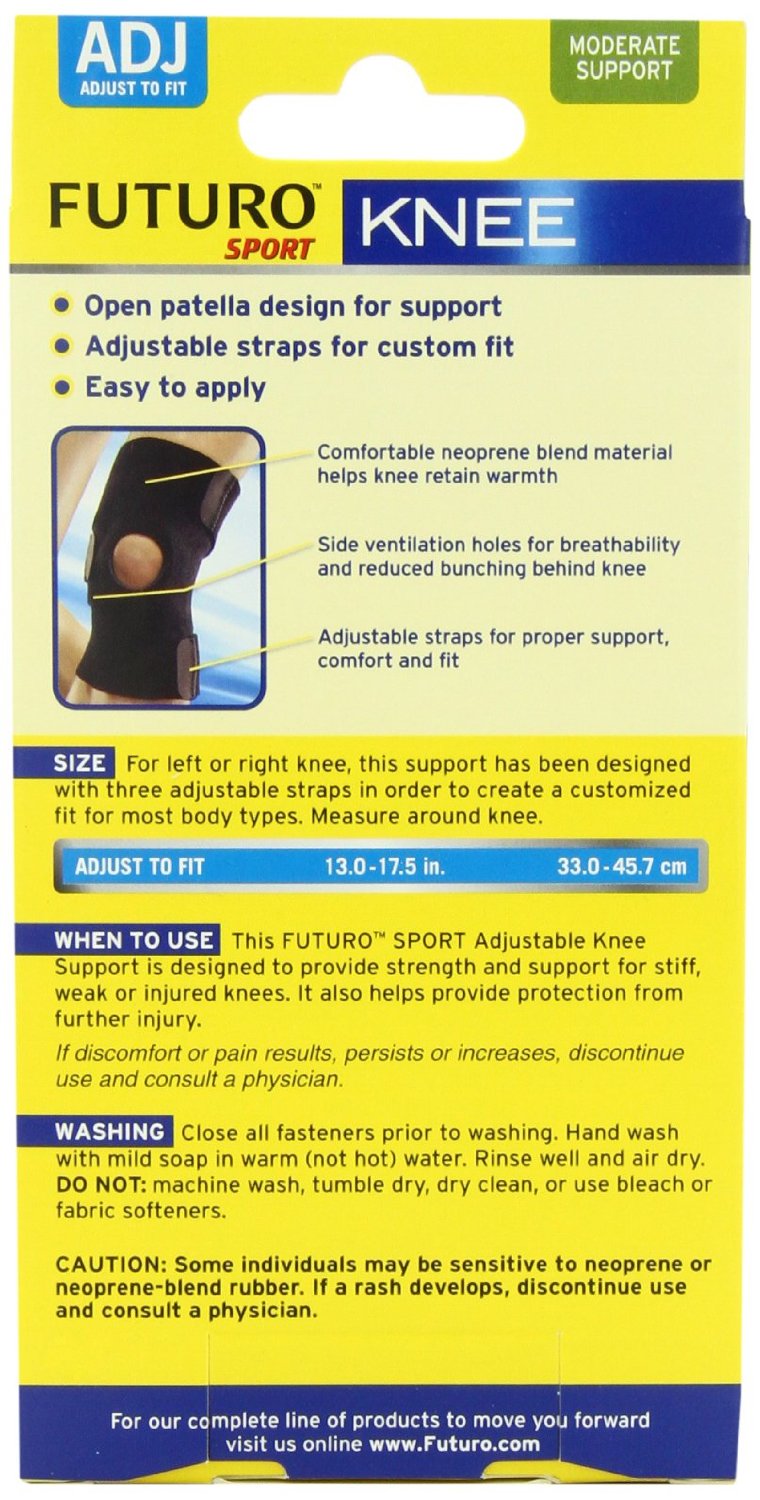 ADJ
ADJUST TO FIT
MODERATE
SUPPORT
FUTURO™
SPORT
KNEE
• Open patella design for support
• Adjustable straps for custom fit
• Easy to apply
Comfortable neoprene blend material
helps knee retain warmth
Side ventilation holes for breathability
and reduced bunching behind knee
Adjustable straps for proper support,
comfort and fit
SIZE For left or right knee, this support has been designed
with three adjustable straps in order to create a customized
fit for most body types. Measure around knee.
ADJUST TO FIT 13.0-17.5 in. 33.0-45.7 cm
WHEN TO USE This FUTURO™ SPORT Adjustable Knee
Support is designed to provide strength and support for stiff,
weak or injured knees. It also helps provide protection from
further injury.
If discomfort or pain results, persists or increases, discontinue
use and consult a physician.
WASHING Close all fasteners prior to washing. Hand wash
with mild soap in warm (not hot) water. Rinse well and air dry.
DO NOT: machine wash, tumble dry, dry clean, or use bleach or
fabric softeners.
CAUTION: Some individuals may be sensitive to neoprene or
neoprene-blend rubber. If a rash develops, discontinue use
and consult a physician.
For our complete line of products to move you forward
visit us online www.Futuro.com